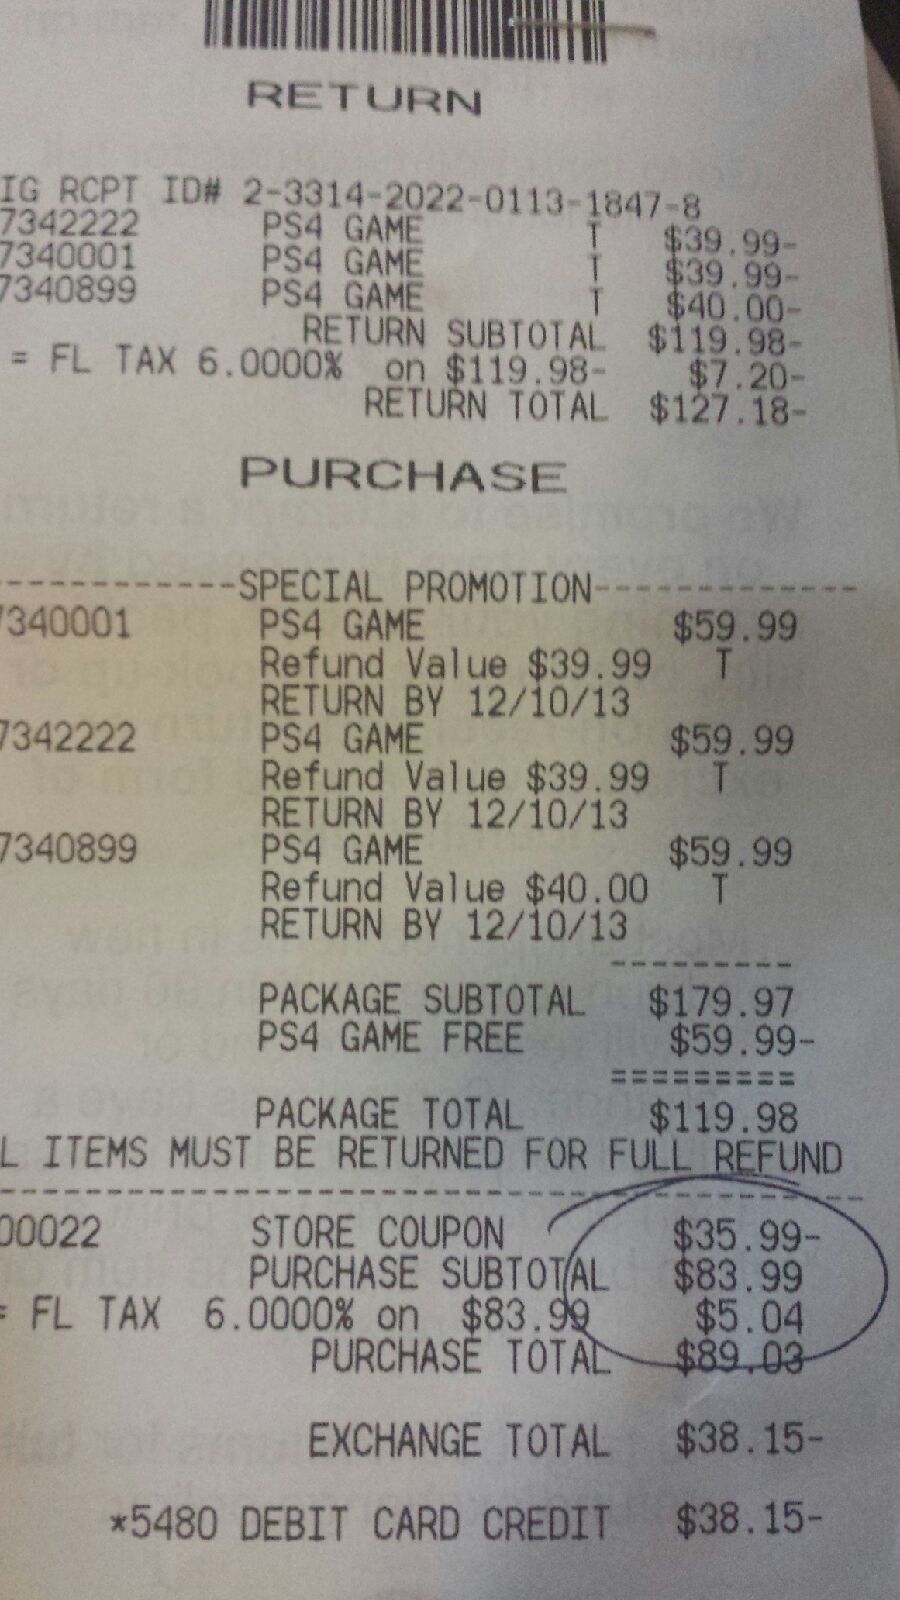 RETURN
IG RCPT ID# 2-3314-2022-0113-1847-8
7342222 PS4 GAME T $39.99-
7340001 PS4 GAME T $39.99-
7340899 PS4 GAME T $40.00-
RETURN SUBTOTAL $119.98-
= FL TAX 6.0000% on $119.98- $7.20-
RETURN TOTAL $127.18-
PURCHASE
------------SPECIAL PROMOTION-------------
7340001 PS4 GAME $59.99
Refund Value $39.99 T
RETURN BY 12/10/13
7342222 PS4 GAME $59.99
Refund Value $39.99 T
RETURN BY 12/10/13
7340899 PS4 GAME $59.99
Refund Value $40.00 T
RETURN BY 12/10/13
---------
PACKAGE SUBTOTAL $179.97
PS4 GAME FREE $59.99-
=========
PACKAGE TOTAL $119.98
L ITEMS MUST BE RETURNED FOR FULL REFUND
------------------------------------------
00022 STORE COUPON $35.99-
PURCHASE SUBTOTAL $83.99
= FL TAX 6.0000% on $83.99 $5.04
PURCHASE TOTAL $89.03
EXCHANGE TOTAL $38.15-
*5480 DEBIT CARD CREDIT $38.15-